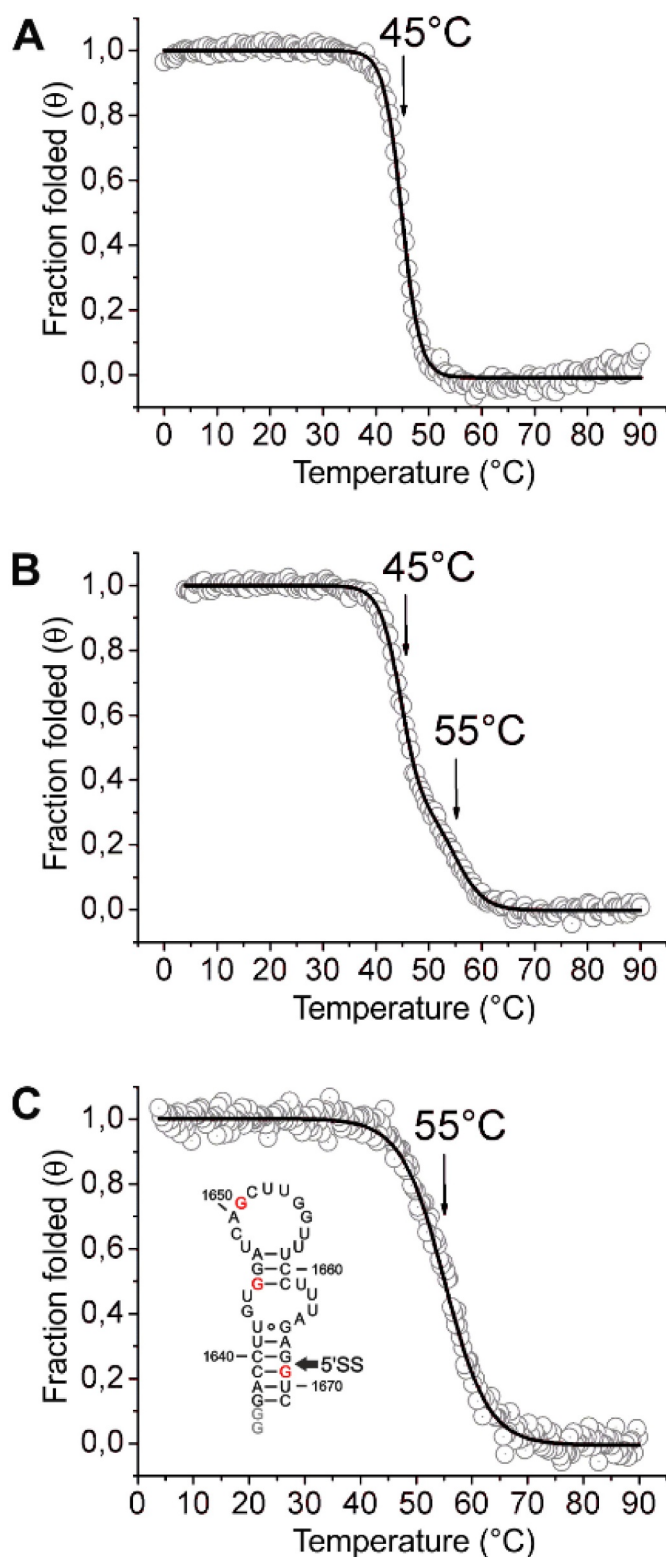 A
45°C
Fraction folded (θ)
1,0
0,8
0,6
0,4
0,2
0,0
0 10 20 30 40 50 60 70 80 90
Temperature (°C)
B
45°C
55°C
Fraction folded (θ)
1,0
0,8
0,6
0,4
0,2
0,0
0 10 20 30 40 50 60 70 80 90
Temperature (°C)
C
55°C
Fraction folded (θ)
1,0
0,8
0,6
0,4
0,2
0,0
1650
G C U U G G U U
A C U A
G U C
G C C 1660
U U U
G A
U G
U A
1640 C G 5'SS
C G
A U 1670
G C
G
G
0 10 20 30 40 50 60 70 80 90
Temperature (°C)